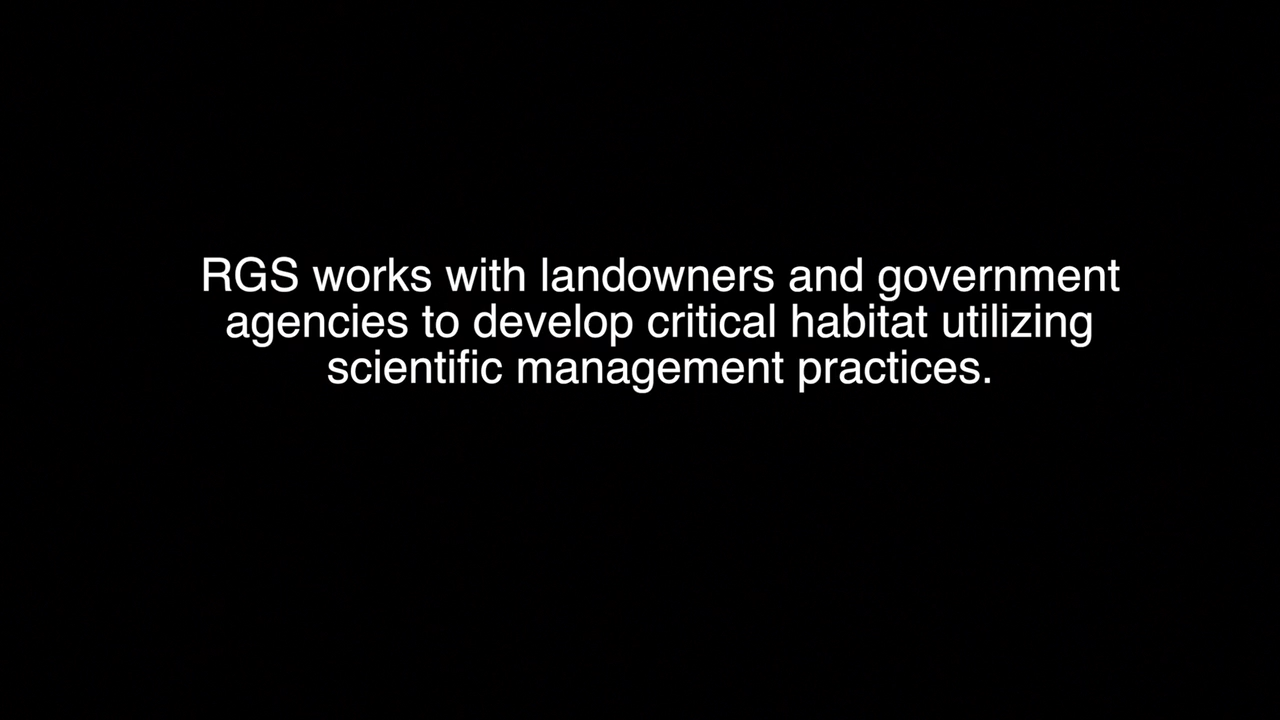 RGS works with landowners and government
agencies to develop critical habitat utilizing
scientific management practices.